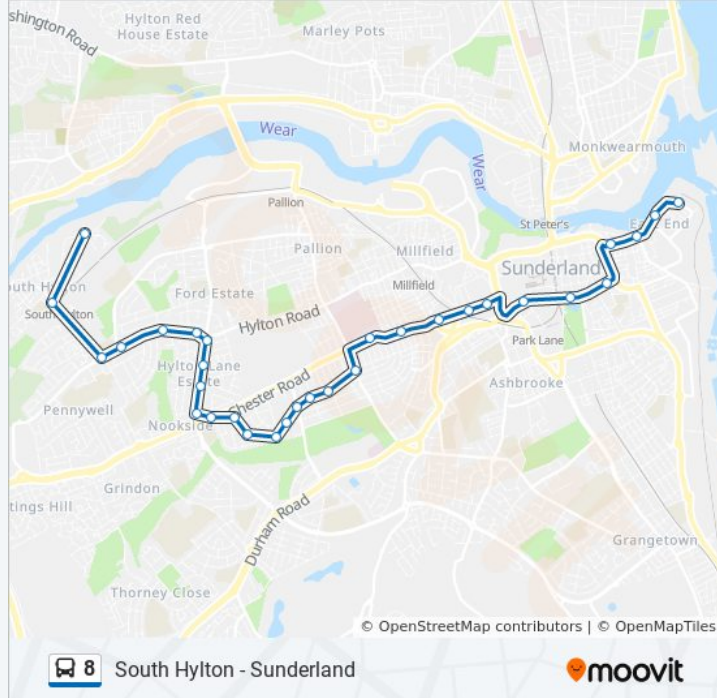 shington Road
Hylton Red
House Estate
Marley Pots
Wear
Wear
Monkwearmouth
Pallion
St Peter's
East End
Pallion
Millfield
Sunderland
outh Hylton
South Hylton
Ford Estate
Millfield
Hylton Road
Park Lane
Hylton Lane
Estate
Chester Road
Ashbrooke
Pennywell
Nookside
Grindon
tings Hill
Durham Road
Grangetown
Thorney Close
© OpenStreetMap contributors | © OpenMapTiles
8 South Hylton - Sunderland
moovit